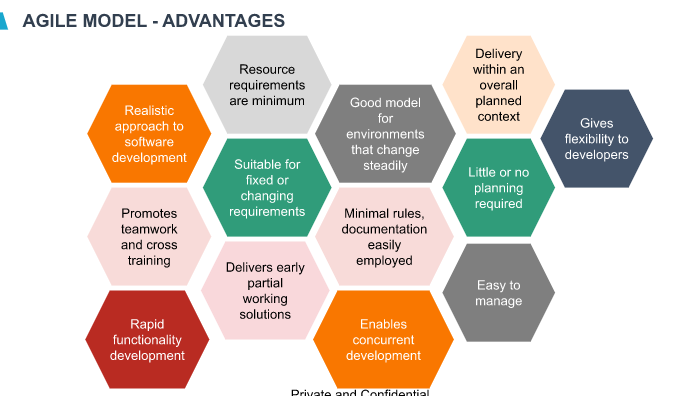 AGILE MODEL - ADVANTAGES
Resource
requirements
are minimum
Delivery
within an
overall
planned
context
Realistic
approach to
software
development
Good model
for
environments
that change
steadily
Gives
flexibility to
developers
Suitable for
fixed or
changing
requirements
Little or no
planning
required
Promotes
teamwork
and cross
training
Minimal rules,
documentation
easily
employed
Delivers early
partial
working
solutions
Easy to
manage
Rapid
functionality
development
Enables
concurrent
development
Private and Confidential